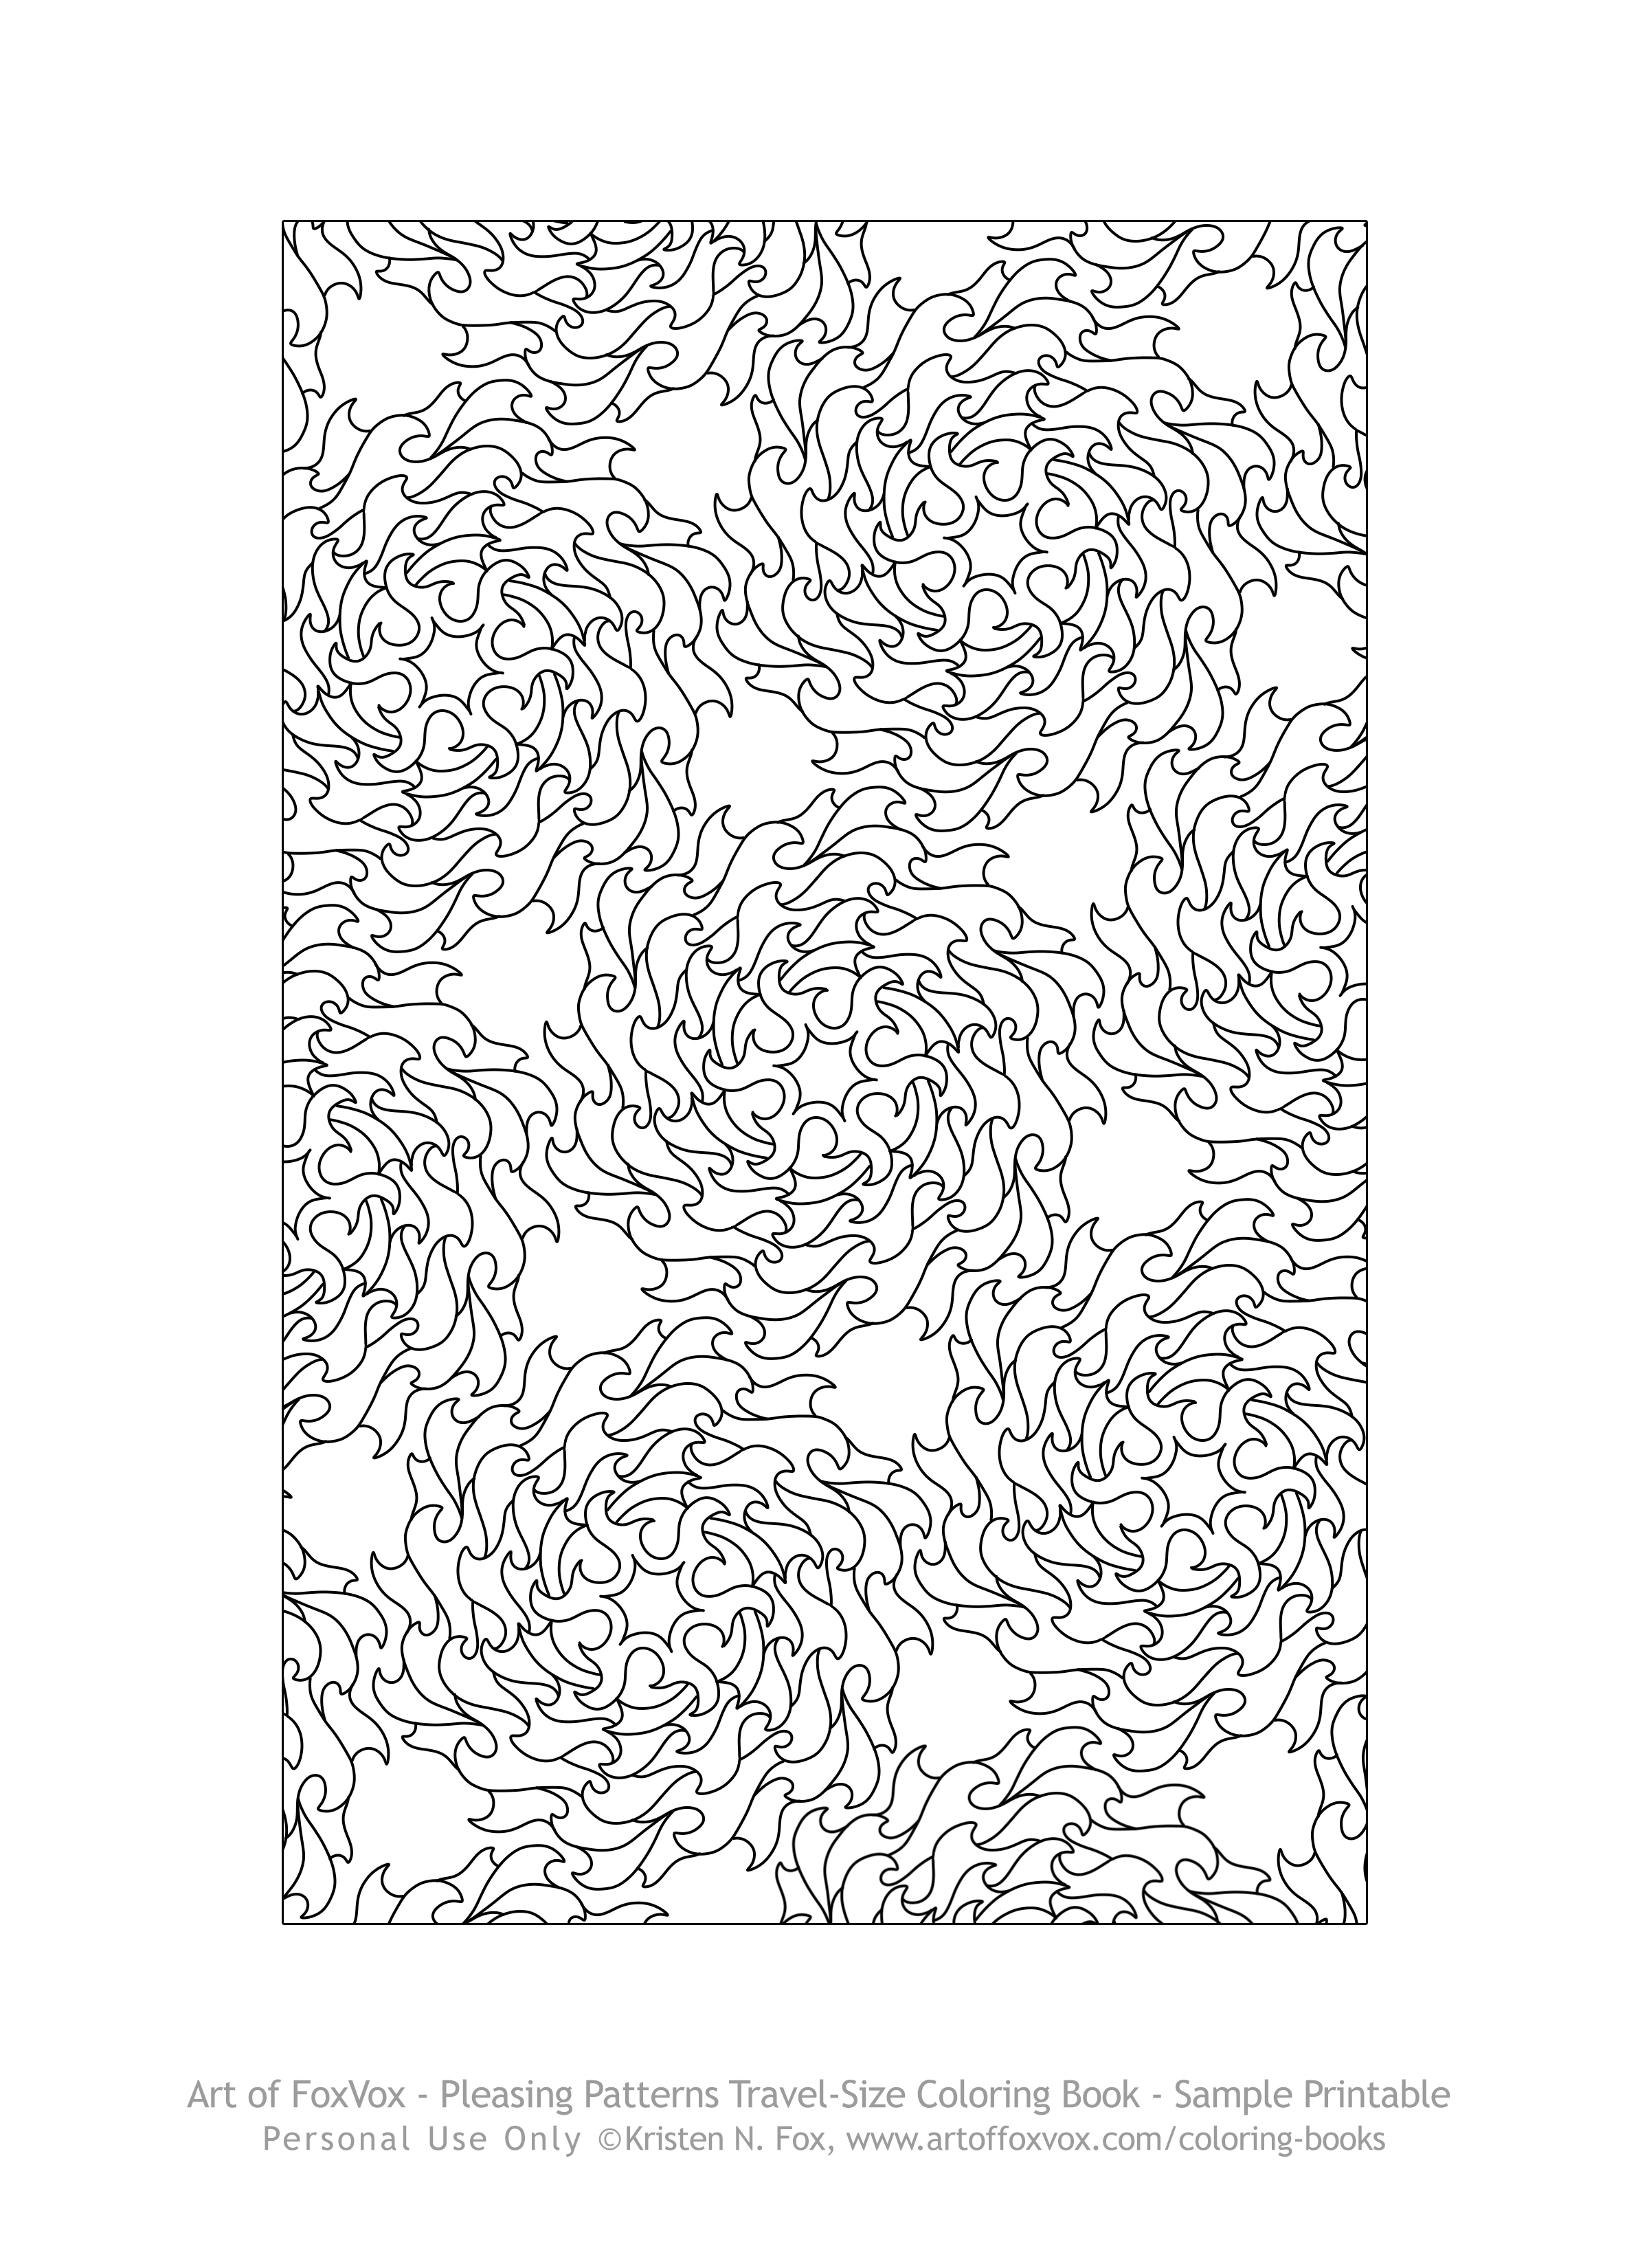 Art of FoxVox - Pleasing Patterns Travel-Size Coloring Book - Sample Printable
Personal Use Only ©Kristen N. Fox, www.artoffoxvox.com/coloring-books